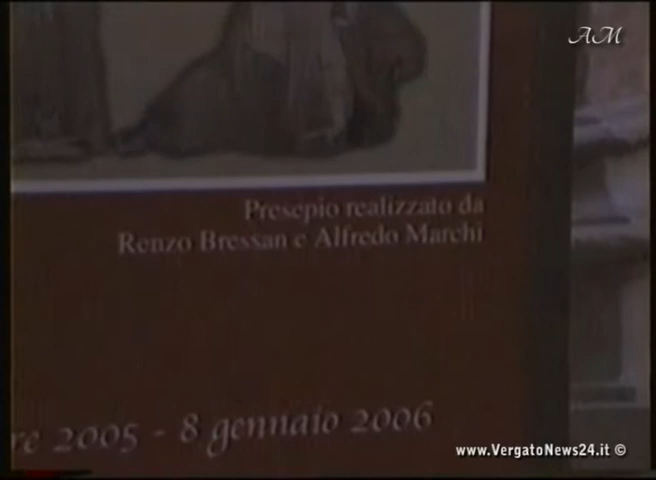 AM
Presepio realizzato da
Renzo Bressan e Alfredo Marchi
re 2005 - 8 gennaio 2006
www.VergatoNews24.it ©